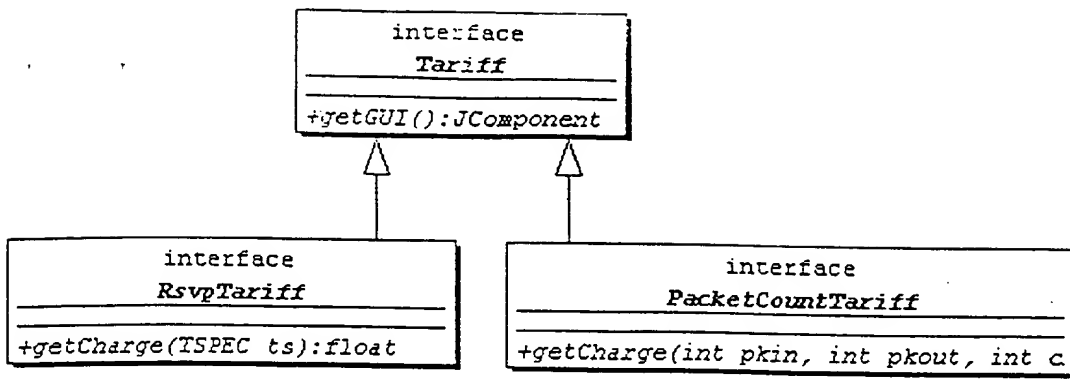 interface
Tariff
+getGUI():JComponent
interface
RsvpTariff
+getCharge(TSPEC ts):float
interface
PacketCountTariff
+getCharge(int pkin, int pkout, int c